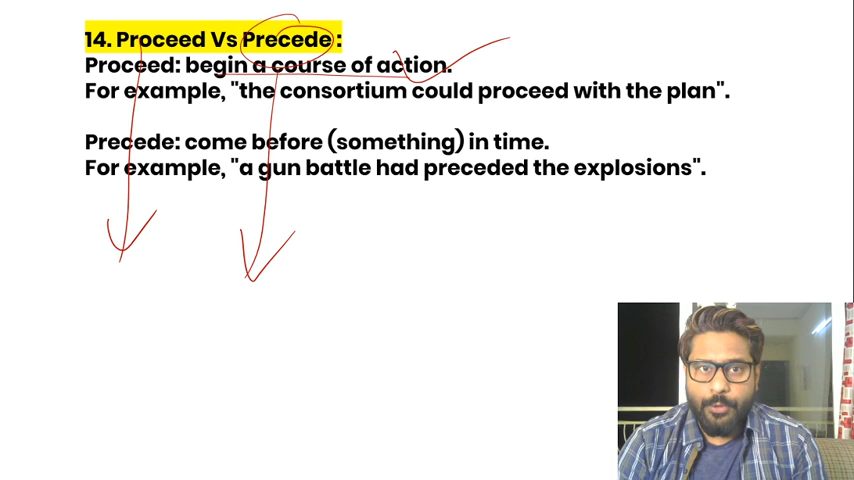 14. Proceed Vs Precede :
Proceed: begin a course of action.
For example, "the consortium could proceed with the plan".
Precede: come before (something) in time.
For example, "a gun battle had preceded the explosions".